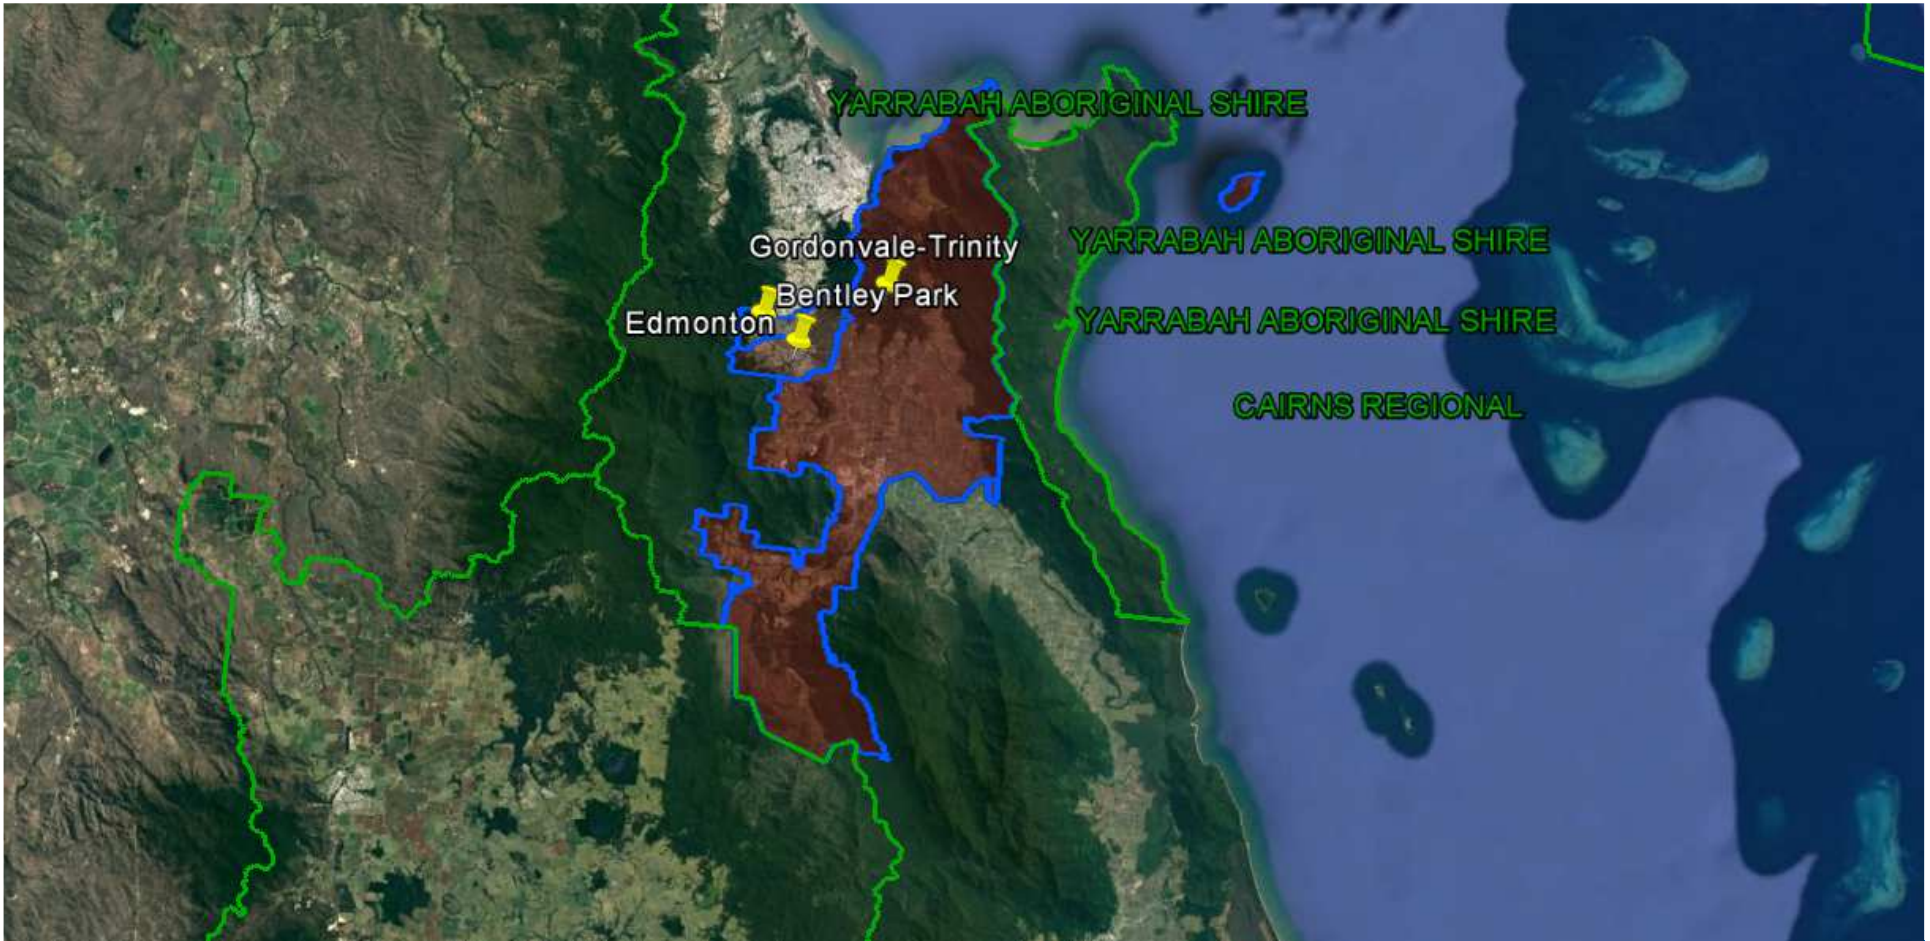 YARRABAH ABORIGINAL SHIRE
Gordonvale-Trinity
YARRABAH ABORIGINAL SHIRE
Bentley Park
Edmonton
YARRABAH ABORIGINAL SHIRE
CAIRNS REGIONAL